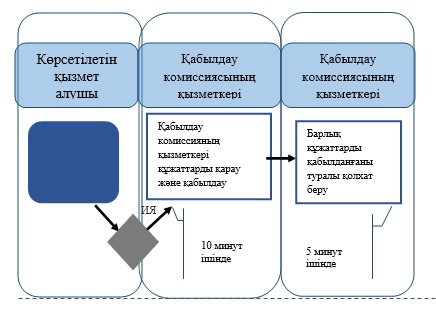 Көрсетілетін
қызмет
алушы
Қабылдау
комиссиясының
қызметкері
Қабылдау
комиссиясының
қызметкері
Қабылдау
комиссияның
қызметкері
құжаттарды қарау
және қабылдау
Барлық
құжаттарды
қабылданғаны
туралы қолхат
беру
ИЯ
10 минут
ішінде
5 минут
ішінде